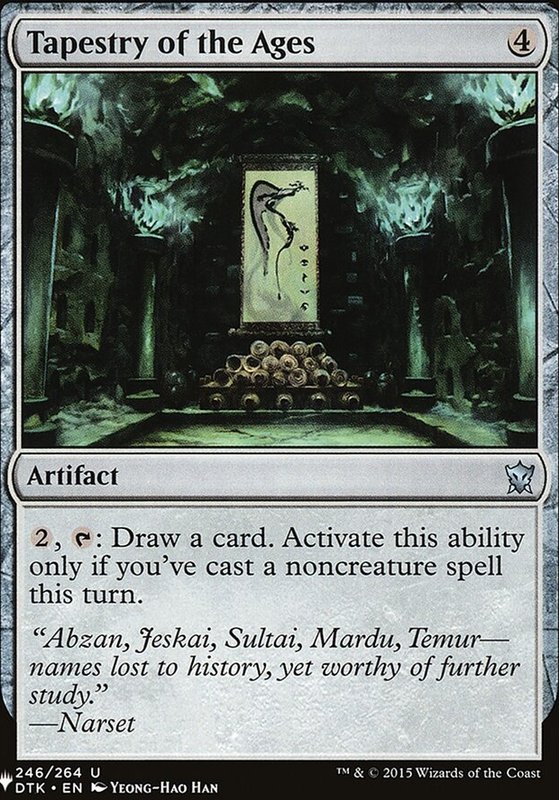 Tapestry of the Ages 4
Artifact
2, : Draw a card. Activate this ability
only if you've cast a noncreature spell
this turn.
“Abzan, Jeskai, Sultai, Mardu, Temur—
names lost to history, yet worthy of further
study.”
—Narset
246/264 U
DTK • EN Yeong-Hao Han
™ & © 2015 Wizards of the Coast